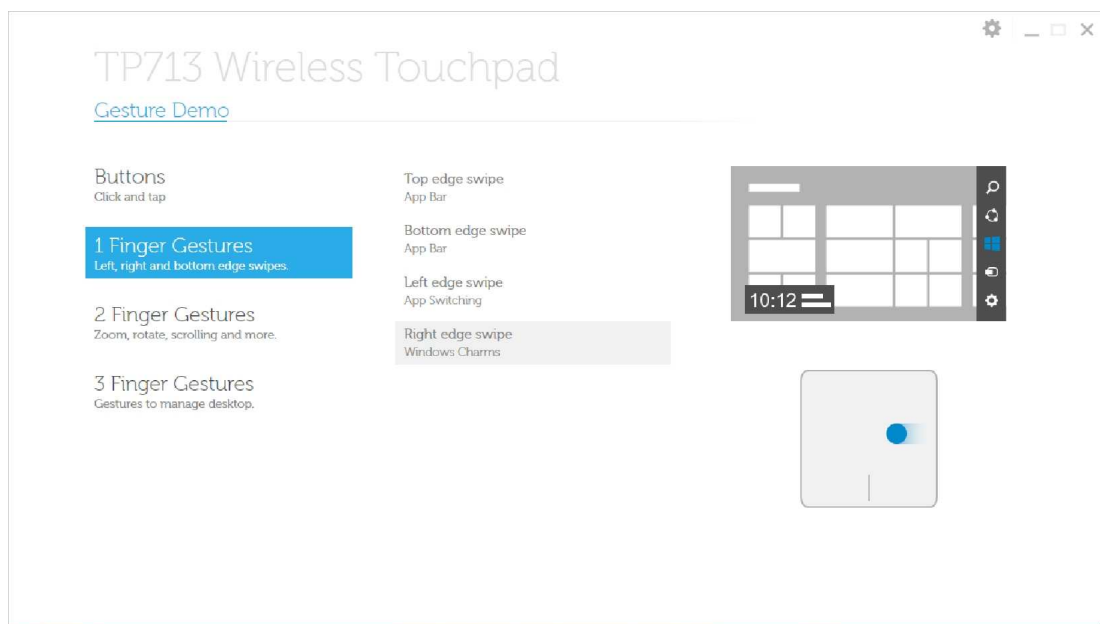 TP713 Wireless Touchpad
Gesture Demo
Buttons
Click and tap
1 Finger Gestures
Left, right and bottom edge swipes.
2 Finger Gestures
Zoom, rotate, scrolling and more.
3 Finger Gestures
Gestures to manage desktop.
Top edge swipe
App Bar
Bottom edge swipe
App Bar
Left edge swipe
App Switching
Right edge swipe
Windows Charms
10:12